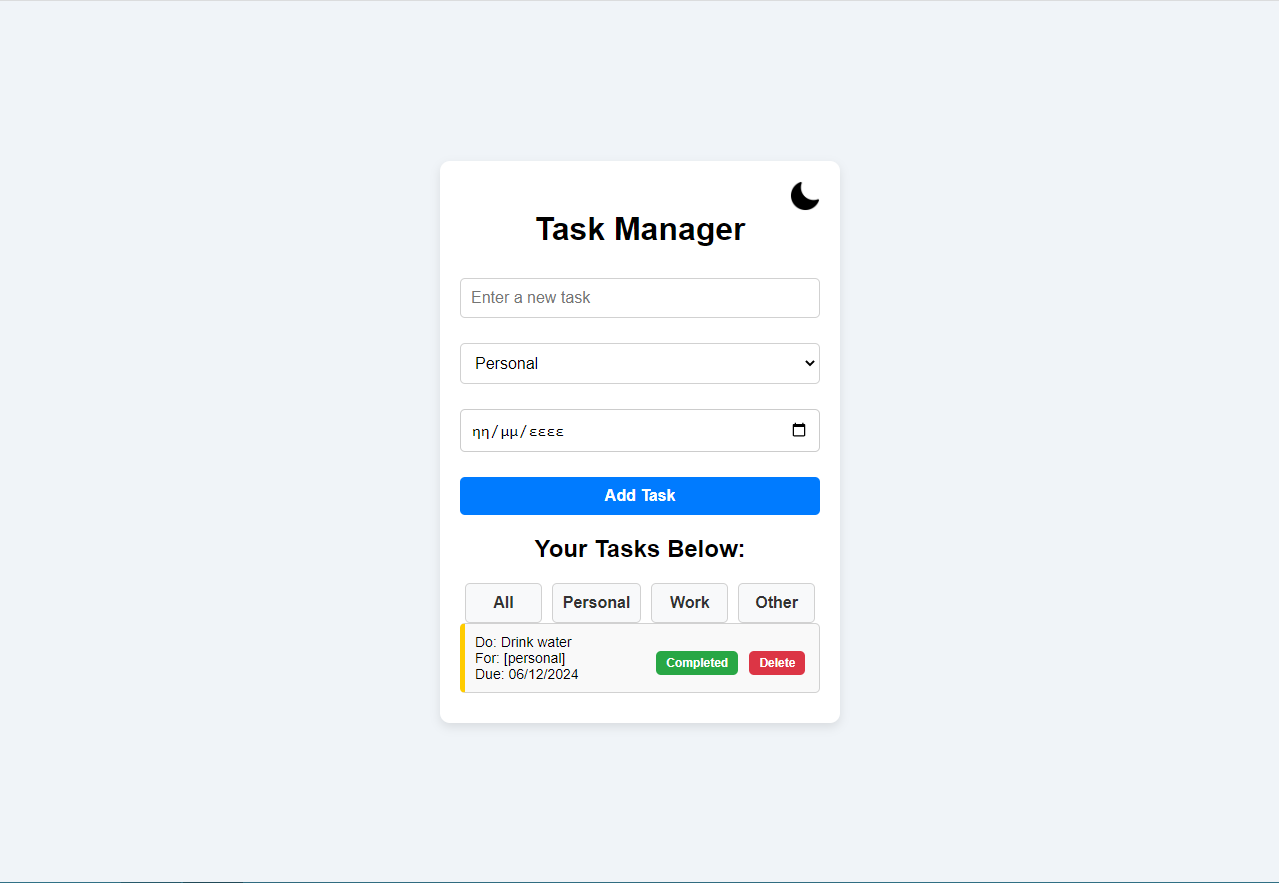 Task Manager
Enter a new task
Personal
ηη/μμ/εεεε
Add Task
Your Tasks Below:
All Personal Work Other
Do: Drink water
For: [personal]
Completed Delete
Due: 06/12/2024